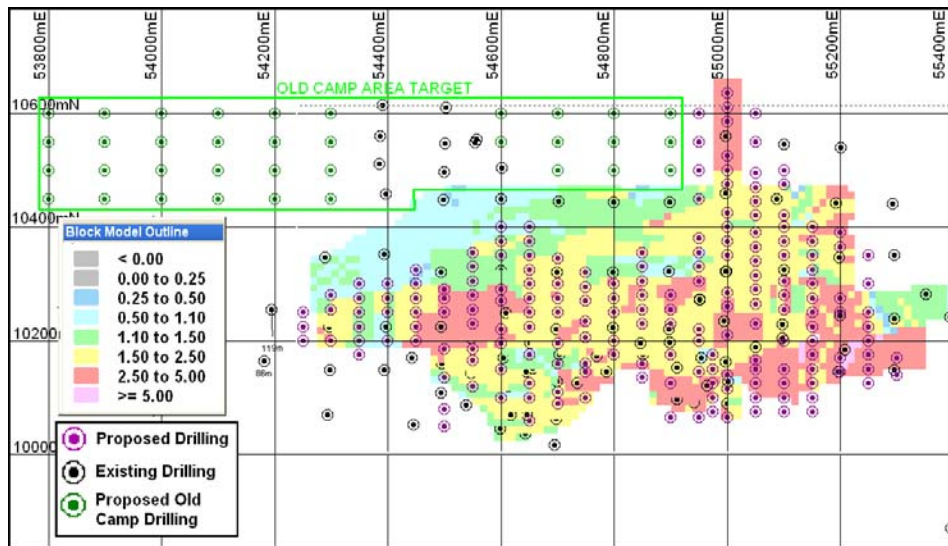 53800mE
54000mE
54200mE
54400mE
54600mE
54800mE
55000mE
55200mE
55400mE
OLD CAMP AREA TARGET
10600mN
10400mN
Block Model Outline
< 0.00
0.00 to 0.25
0.25 to 0.50
0.50 to 1.10
1.10 to 1.50
1.50 to 2.50
2.50 to 5.00
>= 5.00
10200mN
119m
86m
Proposed Drilling
Existing Drilling
Proposed Old
Camp Drilling